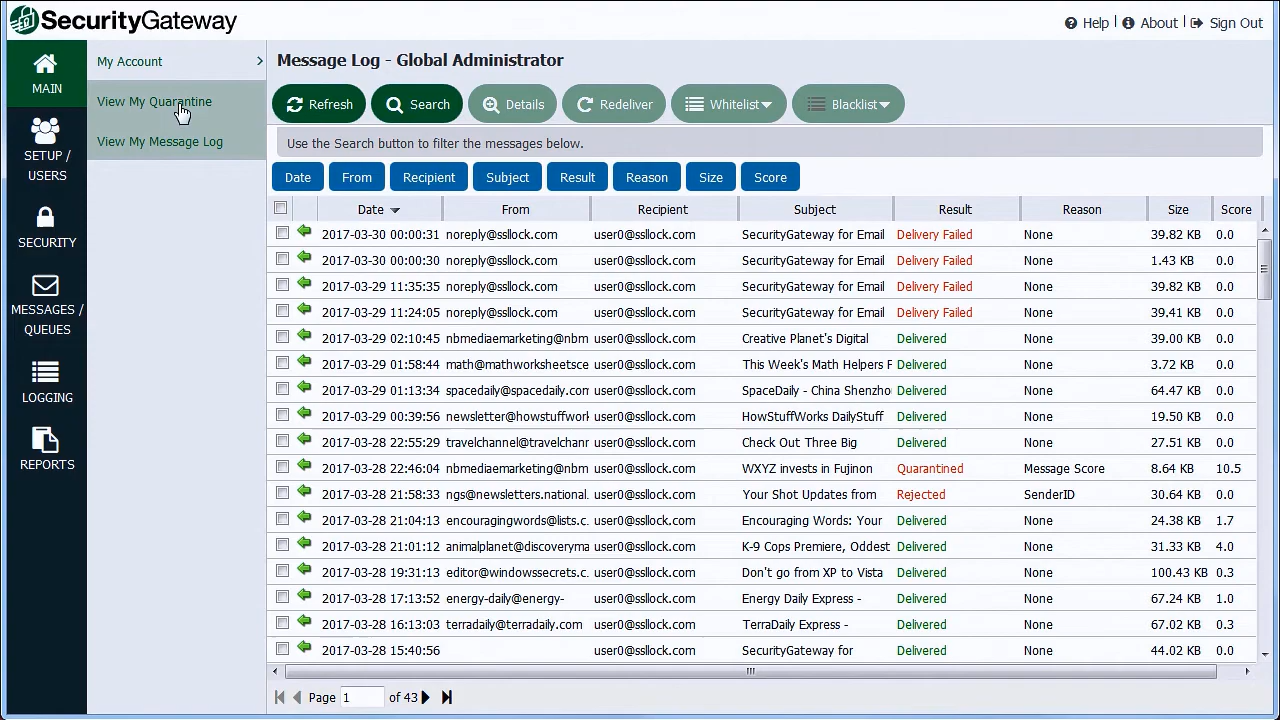 SecurityGateway
Help | About | Sign Out
MAIN
SETUP /
USERS
SECURITY
MESSAGES /
QUEUES
LOGGING
REPORTS
My Account
View My Quarantine
View My Message Log
Message Log - Global Administrator
Refresh Search Details Redeliver Whitelist Blacklist
Use the Search button to filter the messages below.
Date From Recipient Subject Result Reason Size Score
Date From Recipient Subject Result Reason Size Score
2017-03-30 00:00:31 noreply@ssllock.com user0@ssllock.com SecurityGateway for Email Delivery Failed None 39.82 KB 0.0
2017-03-30 00:00:30 noreply@ssllock.com user0@ssllock.com SecurityGateway for Email Delivery Failed None 1.43 KB 0.0
2017-03-29 11:35:35 noreply@ssllock.com user0@ssllock.com SecurityGateway for Email Delivery Failed None 39.82 KB 0.0
2017-03-29 11:24:05 noreply@ssllock.com user0@ssllock.com SecurityGateway for Email Delivery Failed None 39.41 KB 0.0
2017-03-29 02:10:45 nbmediaemarketing@nbm user0@ssllock.com Creative Planet's Digital Delivered None 39.00 KB 0.0
2017-03-29 01:58:44 math@mathworksheetsce user0@ssllock.com This Week's Math Helpers F Delivered None 3.72 KB 0.0
2017-03-29 01:13:34 spacedaily@spacedaily.com user0@ssllock.com SpaceDaily - China Shenzho Delivered None 64.47 KB 0.0
2017-03-29 00:39:56 newsletter@howstuffwork user0@ssllock.com HowStuffWorks DailyStuff Delivered None 19.50 KB 0.0
2017-03-28 22:55:29 travelchannel@travelchanr user0@ssllock.com Check Out Three Big Delivered None 27.51 KB 0.0
2017-03-28 22:46:04 nbmediaemarketing@nbm user0@ssllock.com WXYZ invests in Fujinon Quarantined Message Score 8.64 KB 10.5
2017-03-28 21:58:33 ngs@newsletters.national. user0@ssllock.com Your Shot Updates from Rejected SenderID 30.64 KB 0.0
2017-03-28 21:04:13 encouragingwords@lists.c. user0@ssllock.com Encouraging Words: Your Delivered None 24.38 KB 1.7
2017-03-28 21:01:12 animalplanet@discoveryma user0@ssllock.com K-9 Cops Premiere, Oddest Delivered None 31.33 KB 4.0
2017-03-28 19:31:13 editor@windowssecrets.c. user0@ssllock.com Don't go from XP to Vista Delivered None 100.43 KB 0.3
2017-03-28 17:13:52 energy-daily@energy- user0@ssllock.com Energy Daily Express - Delivered None 67.24 KB 1.0
2017-03-28 16:13:03 terradaily@terradaily.com user0@ssllock.com TerraDaily Express - Delivered None 67.02 KB 0.3
2017-03-28 15:40:56 user0@ssllock.com SecurityGateway for Delivered None 44.02 KB 0.0
Page 1 of 43